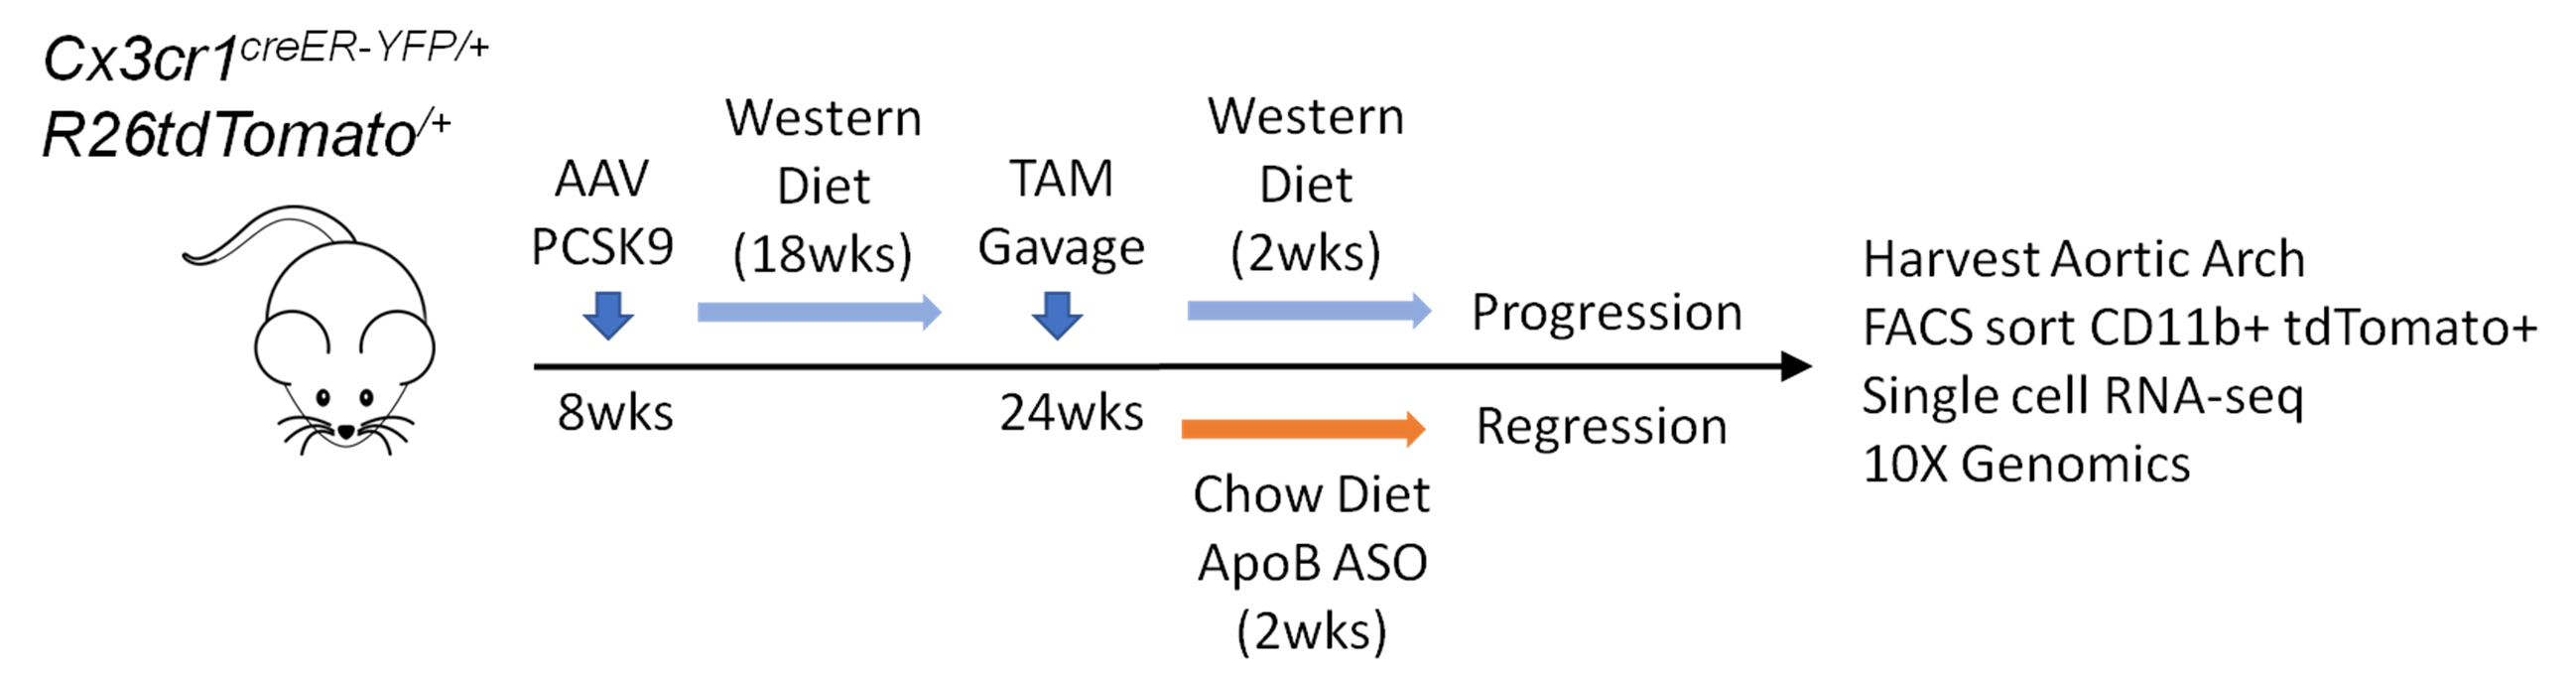 Cx3cr1creER-YFP/+
R26tdTomato/+
AAV
PCSK9
Western
Diet
(18wks)
TAM
Gavage
Western
Diet
(2wks)
Progression
8wks
24wks
Regression
Chow Diet
ApoB ASO
(2wks)
Harvest Aortic Arch
FACS sort CD11b+ tdTomato+
Single cell RNA-seq
10X Genomics